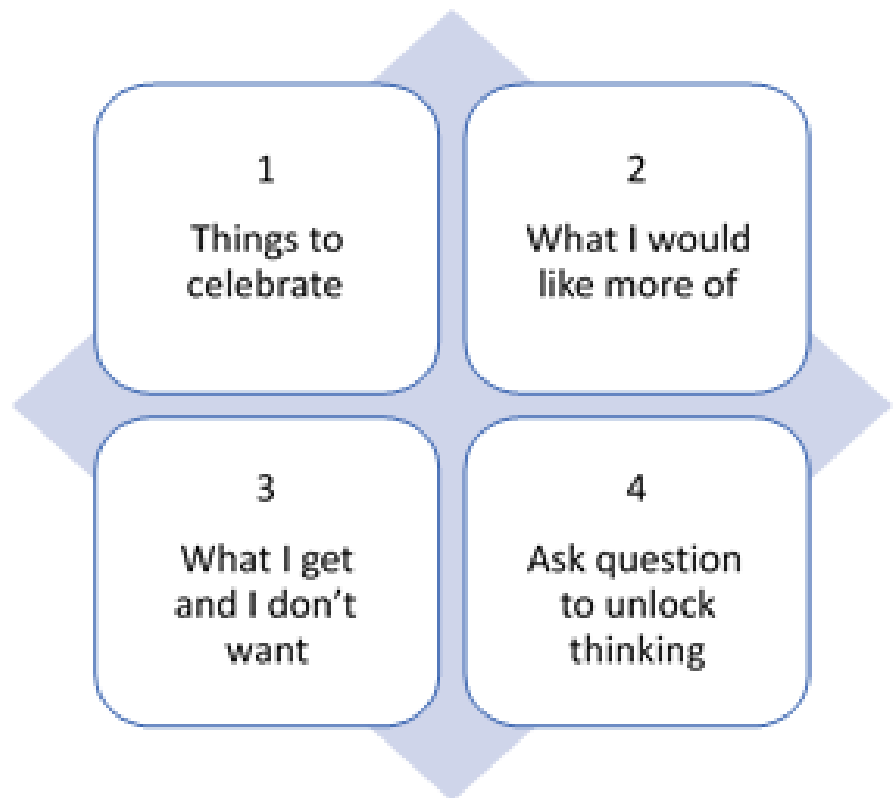 1
Things to
celebrate
2
What I would
like more of
3
What I get
and I don't
want
4
Ask question
to unlock
thinking